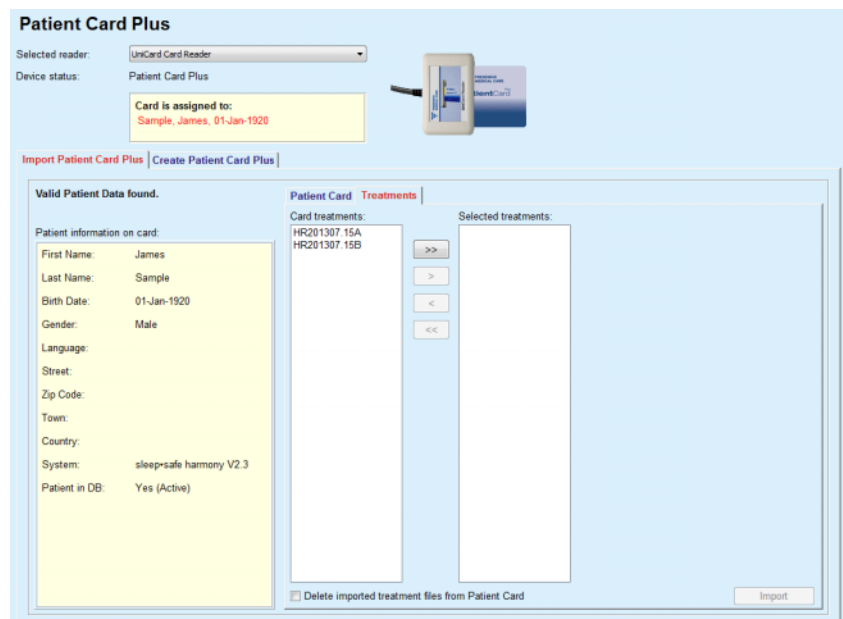 Patient Card Plus
Selected reader: UniCard Card Reader
Device status: Patient Card Plus
Card is assigned to:
Sample, James, 01-Jan-1920
FRESENIUS
MEDICAL CARE
tientCard
Import Patient Card Plus Create Patient Card Plus
Valid Patient Data found.
Patient Card Treatments
Card treatments: Selected treatments:
HR201307.15A
HR201307.15B
>>
>
<
<<
Patient information on card:
First Name: James
Last Name: Sample
Birth Date: 01-Jan-1920
Gender: Male
Language:
Street:
Zip Code:
Town:
Country:
System: sleep•safe harmony V2.3
Patient in DB: Yes (Active)
Delete imported treatment files from Patient Card
Import